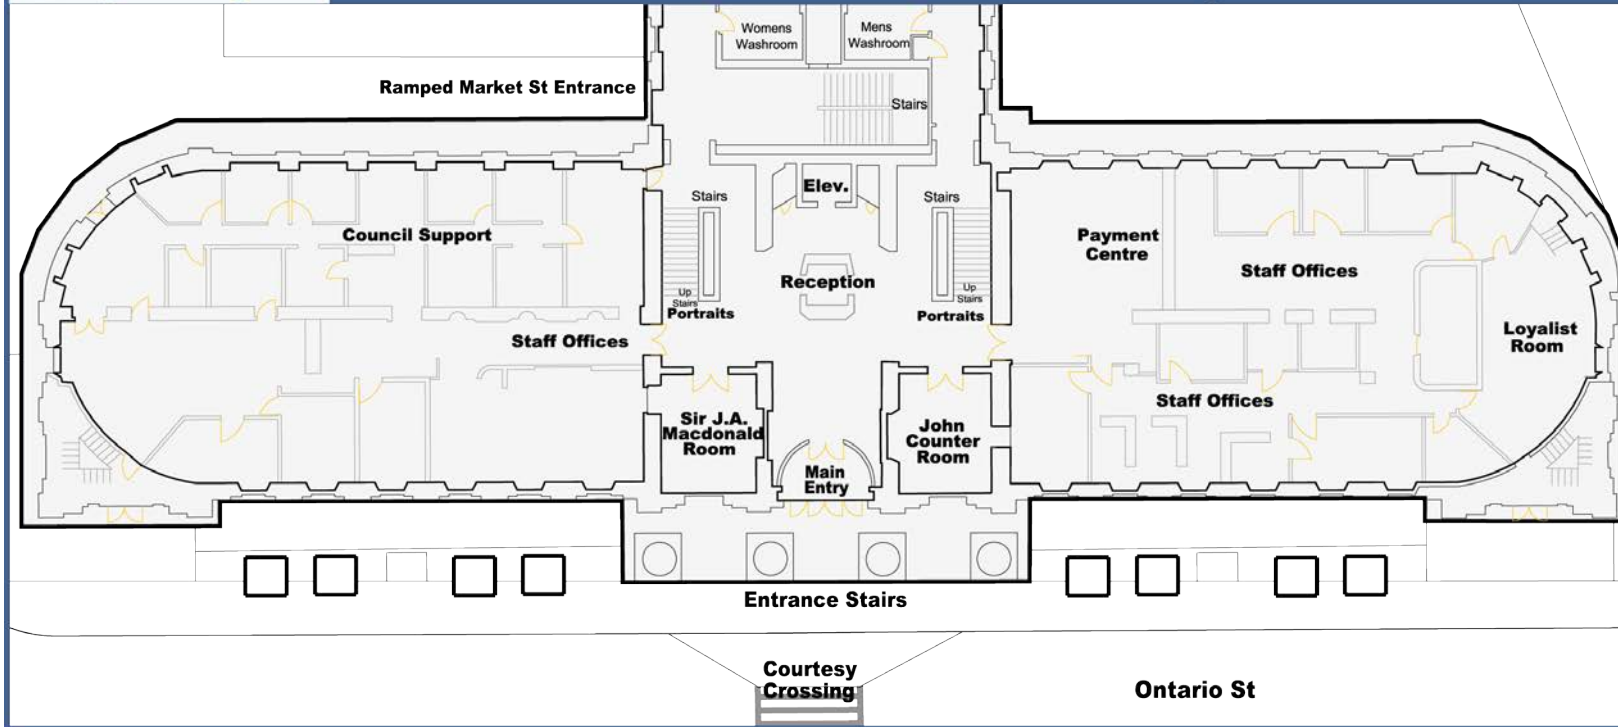 Womens
Washroom
Mens
Washroom
Ramped Market St Entrance
Stairs
Elev.
Stairs
Stairs
Council Support
Payment
Centre
Staff Offices
Reception
Up
Stairs
Portraits
Up
Stairs
Portraits
Staff Offices
Loyalist
Room
Staff Offices
Sir J.A.
Macdonald
Room
John
Counter
Room
Main
Entry
Entrance Stairs
Courtesy
Crossing
Ontario St